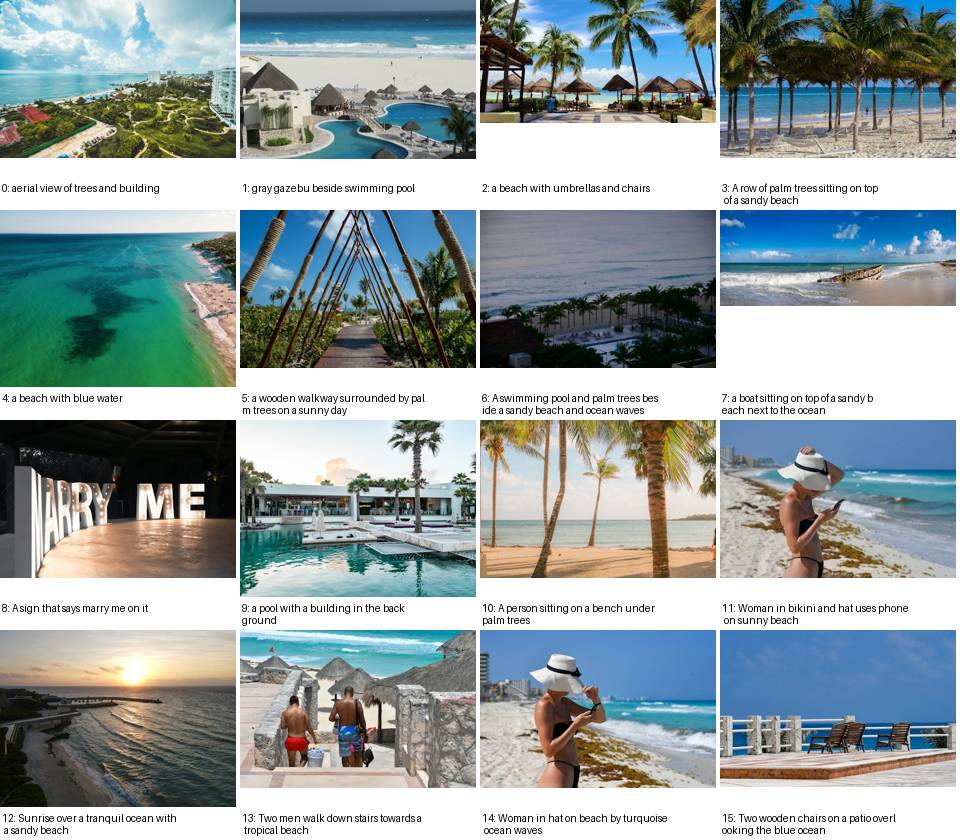 0: aerial view of trees and building
1: gray gazebu beside swimming pool
2: a beach with umbrellas and chairs
3: A row of palm trees sitting on top
of a sandy beach
4: a beach with blue water
5: a wooden walkway surrounded by pal
m trees on a sunny day
6: A swimming pool and palm trees bes
ide a sandy beach and ocean waves
7: a boat sitting on top of a sandy b
each next to the ocean
MARRY ME
8: A sign that says marry me on it
9: a pool with a building in the back
ground
10: A person sitting on a bench under
palm trees
11: Woman in bikini and hat uses phone
on sunny beach
12: Sunrise over a tranquil ocean with
a sandy beach
13: Two men walk down stairs towards a
tropical beach
14: Woman in hat on beach by turquoise
ocean waves
15: Two wooden chairs on a patio overl
ooking the blue ocean